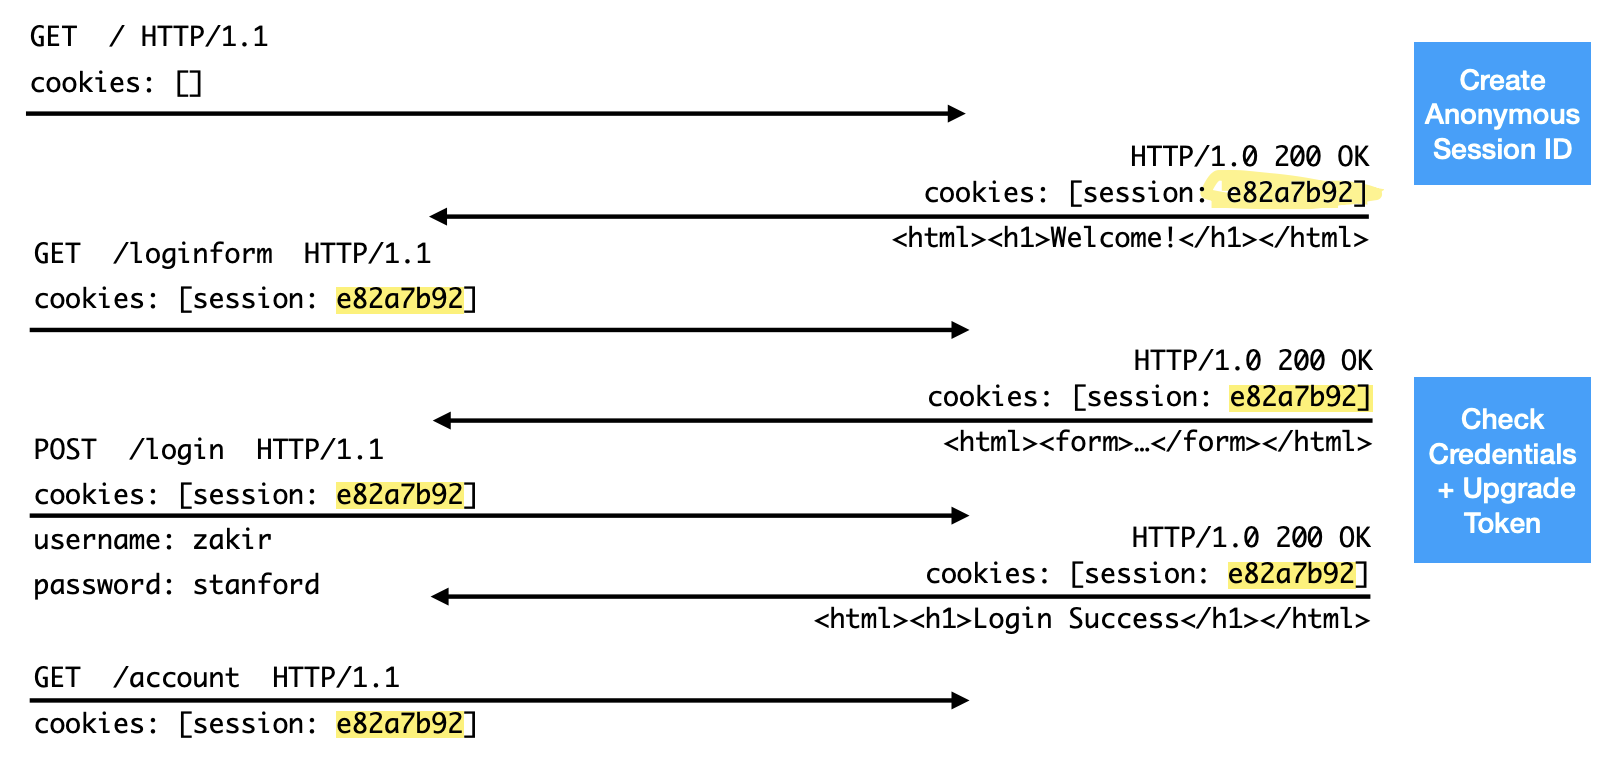 GET  / HTTP/1.1
cookies: []
Create
Anonymous
Session ID
HTTP/1.0 200 OK
cookies: [session: e82a7b92]
<html><h1>Welcome!</h1></html>
GET  /loginform  HTTP/1.1
cookies: [session: e82a7b92]
HTTP/1.0 200 OK
cookies: [session: e82a7b92]
<html><form>…</form></html>
Check
Credentials
+ Upgrade
Token
POST  /login  HTTP/1.1
cookies: [session: e82a7b92]
username: zakir
password: stanford
HTTP/1.0 200 OK
cookies: [session: e82a7b92]
<html><h1>Login Success</h1></html>
GET  /account  HTTP/1.1
cookies: [session: e82a7b92]